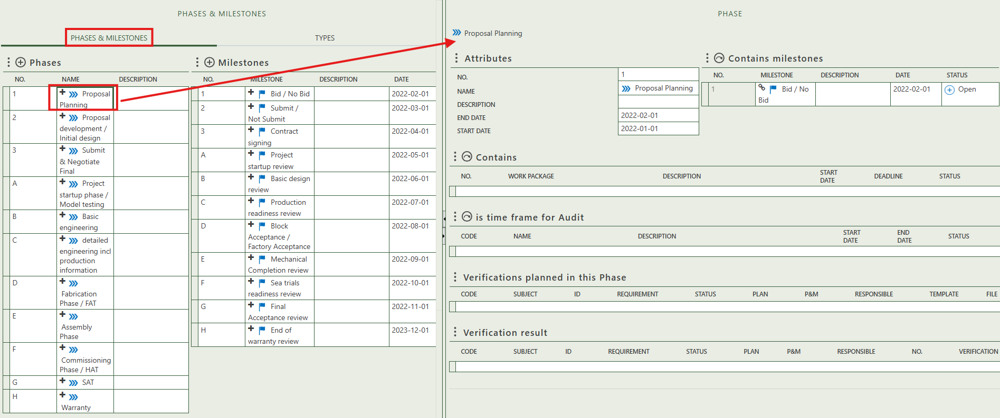 PHASES & MILESTONES
PHASES & MILESTONES
TYPES
Phases
NO. NAME DESCRIPTION
1 Proposal
Planning
2 Proposal
development /
Initial design
3 Submit
& Negotiate
Final
A Project
startup phase /
Model testing
B Basic
engineering
C detailed
engineering incl
production
information
D
Fabrication
Phase / FAT
E
Assembly
Phase
F
Commissioning
Phase / HAT
G SAT
H
Warranty
Milestones
NO. MILESTONE DESCRIPTION DATE
1 Bid / No Bid 2022-02-01
2 Submit / 2022-03-01
Not Submit
3 Contract 2022-04-01
signing
A Project 2022-05-01
startup review
B Basic design 2022-06-01
review
C Production 2022-07-01
readiness review
D Block 2022-08-01
Acceptance /
Factory Acceptance
E Mechanical 2022-09-01
Completion review
F Sea trials 2022-10-01
readiness review
G Final 2022-11-01
Acceptance review
H End of 2023-12-01
warranty review
PHASE
Proposal Planning
Attributes
NO. 1
NAME Proposal Planning
DESCRIPTION
END DATE 2022-02-01
START DATE 2022-01-01
Contains milestones
NO. MILESTONE DESCRIPTION DATE STATUS
1 Bid / No 2022-02-01 Open
Bid
Contains
NO. WORK PACKAGE DESCRIPTION START DEADLINE STATUS
DATE
is time frame for Audit
CODE NAME DESCRIPTION START END STATUS
DATE DATE
Verifications planned in this Phase
CODE SUBJECT ID REQUIREMENT STATUS PLAN P&M RESPONSIBLE TEMPLATE FILE
Verification result
CODE SUBJECT ID REQUIREMENT STATUS PLAN P&M RESPONSIBLE NO. VERIFICATION